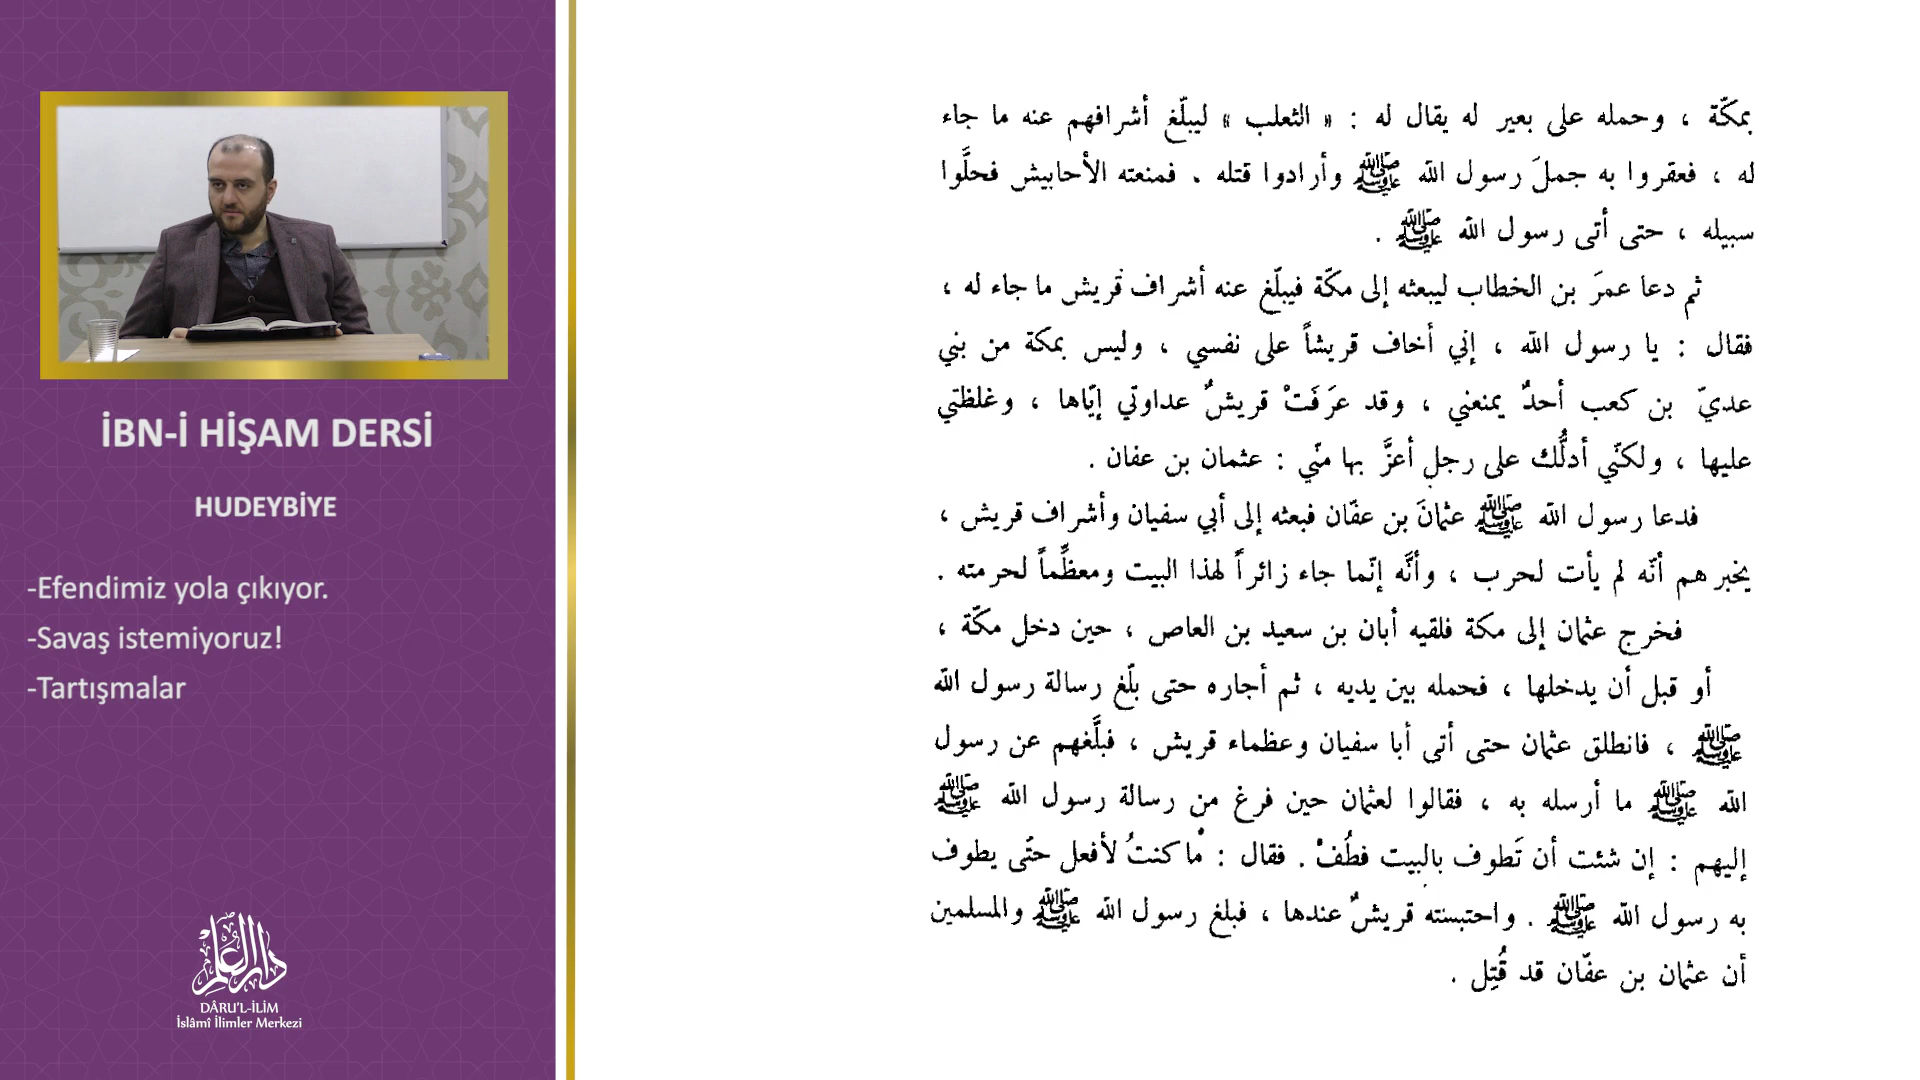 İBN-İ HİŞAM DERSİ
HUDEYBİYE
-Efendimiz yola çıkıyor.
-Savaş istemiyoruz!
-Tartışmalar
دار العلم
DÂRU'L-İLİM
İslâmî İlimler Merkezi
بمكّة ، وحمله على بعير له يقال له : « الثعلب » ليبلّغ أشرافهم عنه ما جاء
له ، فعقروا به جملَ رسول الله ﷺ وأرادوا قتله . فمنعته الأحابيش فحلَّوا
سبيله ، حتى أتى رسول الله ﷺ .
ثم دعا عمرَ بن الخطاب ليبعثه إلى مكّة فيبلّغ عنه أشراف قريش ما جاء له ،
فقال : يا رسول الله ، إني أخاف قريشاً على نفسي ، وليس بمكة من بني
عديّ بن كعب أحدٌ يمنعني ، وقد عرَفَتْ قريشٌ عداوتي إيّاها ، وغلظتي
عليها ، ولكنّي أدلُّك على رجلٍ أعزَّ بها منّي : عثمان بن عفان .
فدعا رسول الله ﷺ عثمانَ بن عفّان فبعثه إلى أبي سفيان وأشراف قريش ،
يخبرهم أنّه لم يأت لحرب ، وأنَّه إنّما جاء زائراً لهذا البيت ومعظِّماً لحرمته .
فخرج عثمان إلى مكة فلقيه أبان بن سعيد بن العاص ، حين دخل مكّة ،
أو قبل أن يدخلها ، فحمله بين يديه ، ثم أجاره حتى بلّغ رسالة رسول الله
ﷺ ، فانطلق عثمان حتى أتى أبا سفيان وعظماء قريش ، فبلَّغهم عن رسول
الله ﷺ ما أرسله به ، فقالوا لعثمان حين فرغ من رسالة رسول الله ﷺ
إليهم : إن شئت أن تَطوف بالبيت فطُفْ . فقال : ما كنتُ لأفعل حتّى يطوف
به رسول الله ﷺ . واحتبسته قريشٌ عندها ، فبلغ رسول الله ﷺ والمسلمين
أن عثمان بن عفّان قد قُتِل .